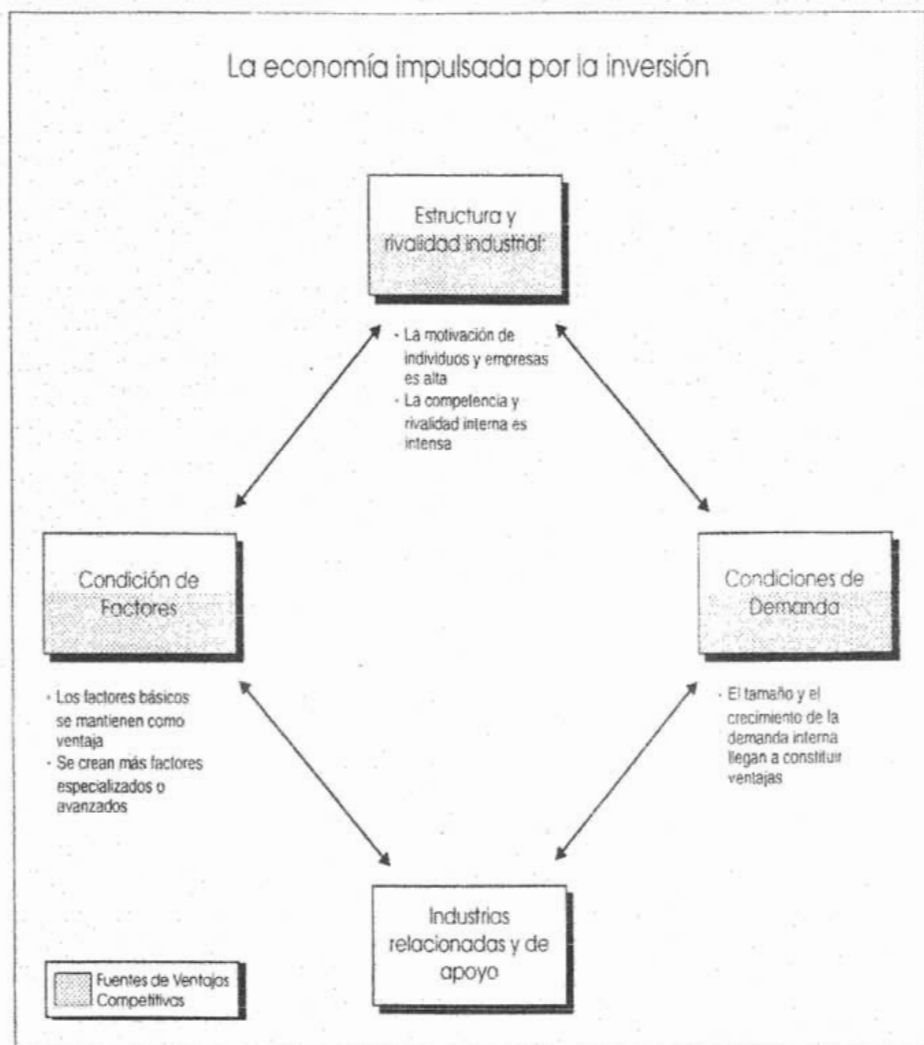 La economía impulsada por la inversión
Estructura y
rivalidad industrial
- La motivación de
individuos y empresas
es alta
- La competencia y
rivalidad interna es
intensa
Condición de
Factores
- Los factores básicos
se mantienen como
ventaja
- Se crean más factores
especializados o
avanzados
Condiciones de
Demanda
- El tamaño y el
crecimiento de la
demanda interna
llegan a constituir
ventajas
Industrias
relacionadas y de
apoyo
Fuentes de Ventajas
Competitivas